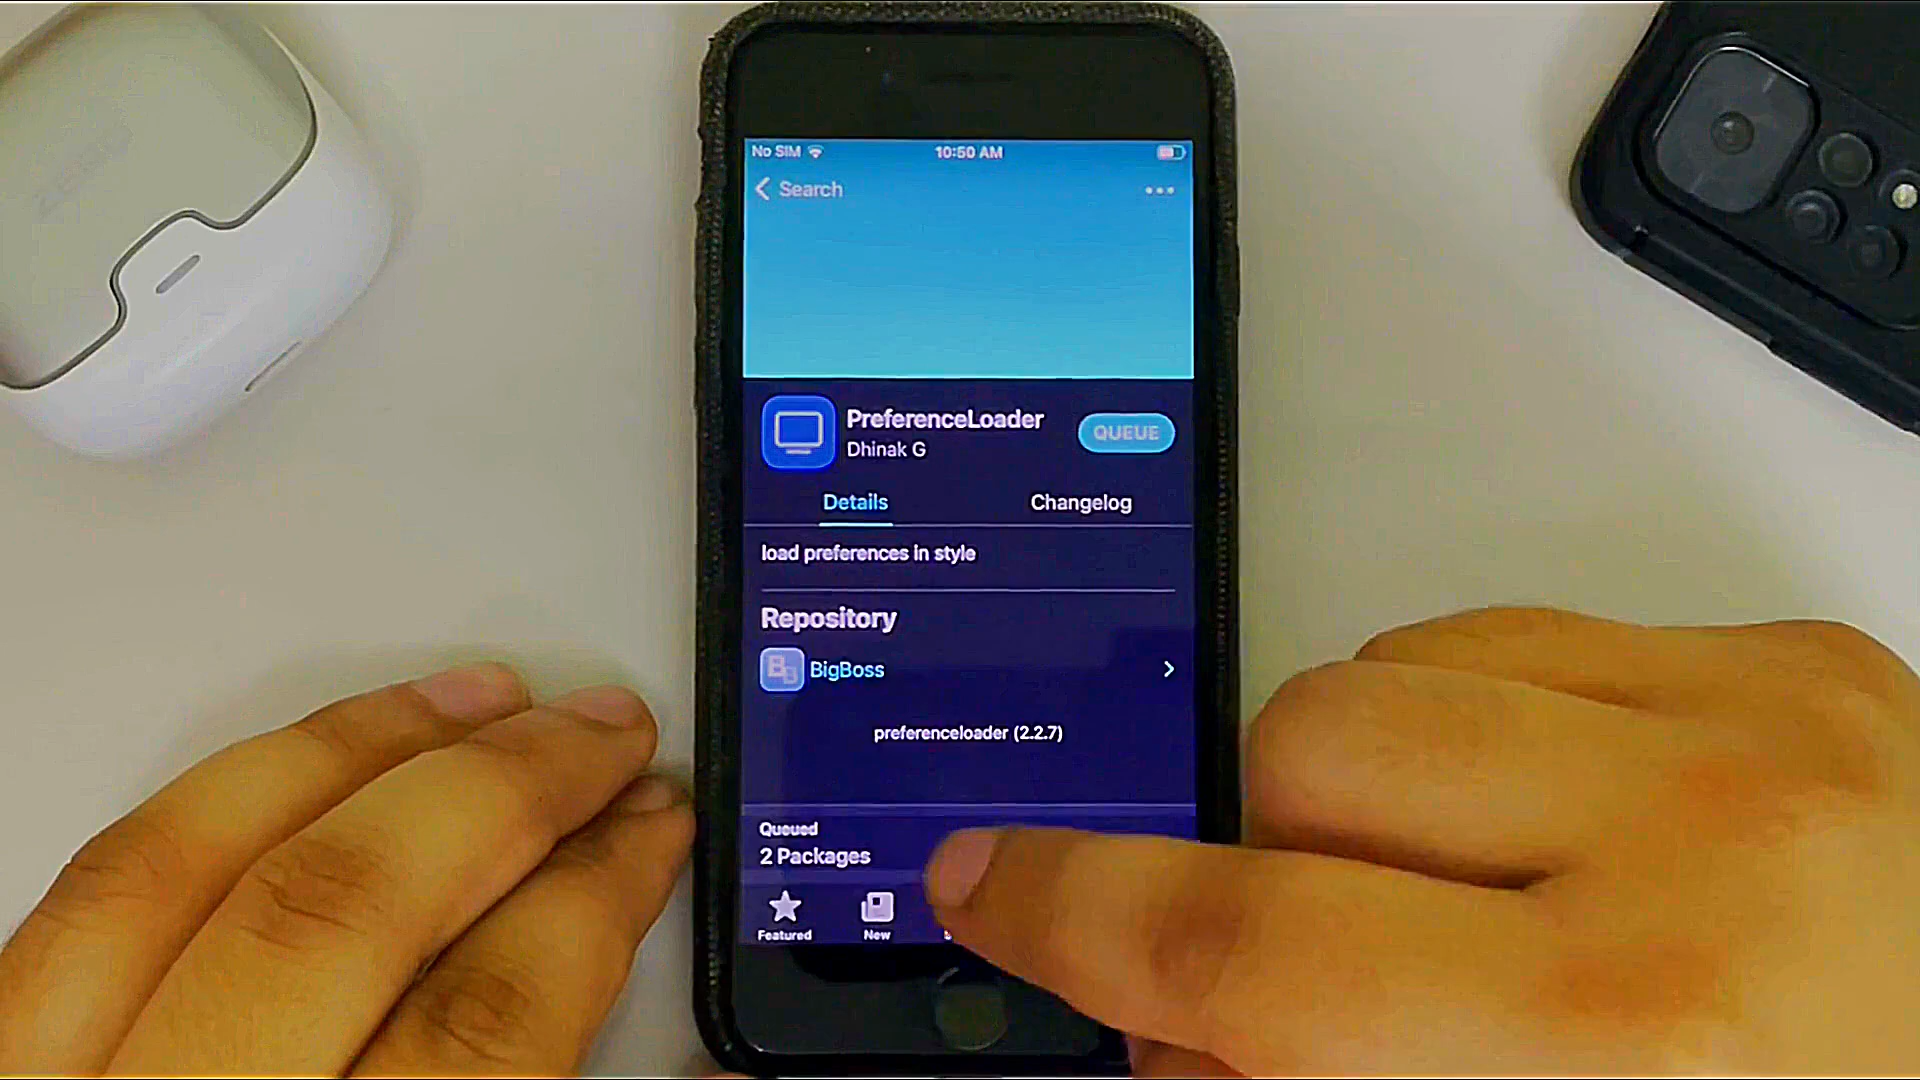 No SIM
10:50 AM
Search
PreferenceLoader
QUEUE
Dhinak G
Details
Changelog
load preferences in style
Repository
BigBoss
preferenceloader (2.2.7)
Queued
2 Packages
Featured
New